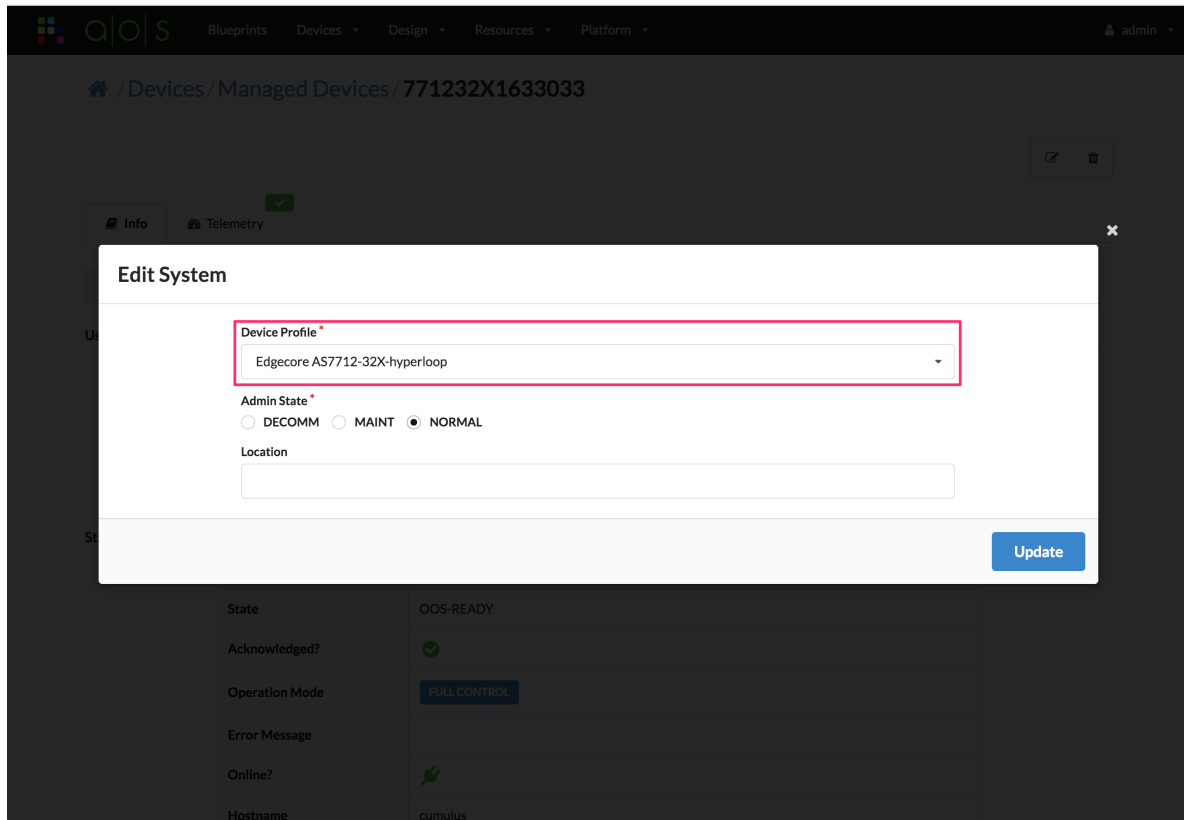 aos Blueprints Devices Design Resources Platform admin
/ Devices / Managed Devices / 771232X1633033
Info Telemetry
Edit System
Us
Device Profile *
Edgecore AS7712-32X-hyperloop
Admin State *
DECOMM MAINT NORMAL
Location
St
Update
State OOS-READY
Acknowledged?
Operation Mode FULL CONTROL
Error Message
Online?
Hostname cumulus